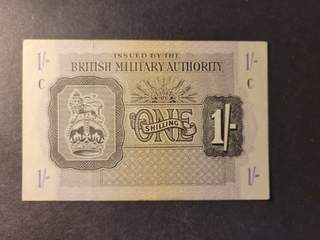 ISSUED BY THE
1/- BRITISH MILITARY AUTHORITY 1/-
C C
ONE 1/-
SHILLING
1/- 1/-